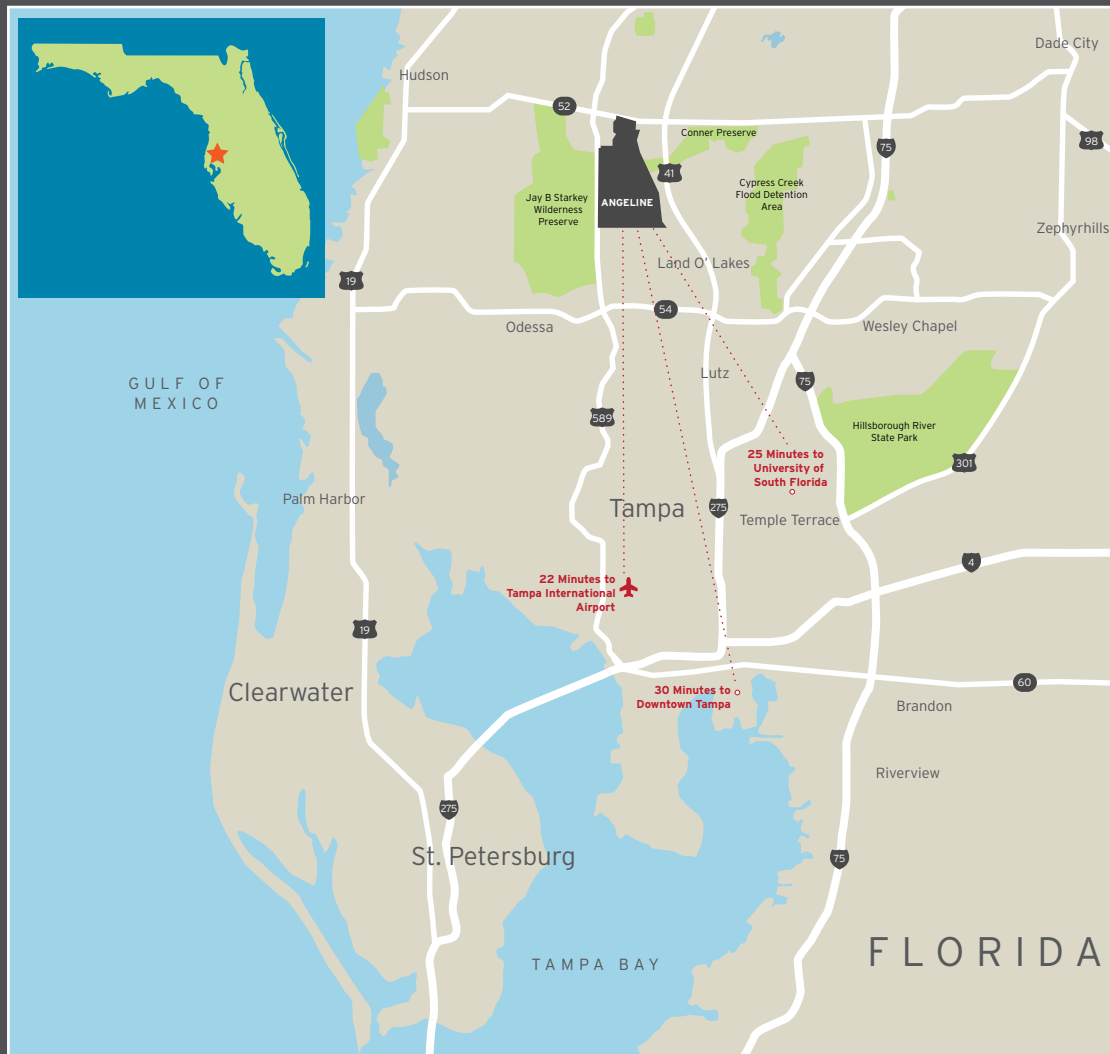 Dade City
Hudson
52
Conner Preserve
98
75
41
Jay B Starkey
Wilderness
Preserve
ANGELINE
Cypress Creek
Flood Detention
Area
Zephyrhills
Land O' Lakes
19
54
Odessa
Wesley Chapel
GULF OF
MEXICO
Lutz
75
589
Hillsborough River
State Park
25 Minutes to
University of
South Florida
301
Palm Harbor
Tampa
275
Temple Terrace
4
22 Minutes to
Tampa International
Airport
19
Clearwater
30 Minutes to
Downtown Tampa
60
Brandon
Riverview
275
St. Petersburg
75
FLORIDA
TAMPA BAY